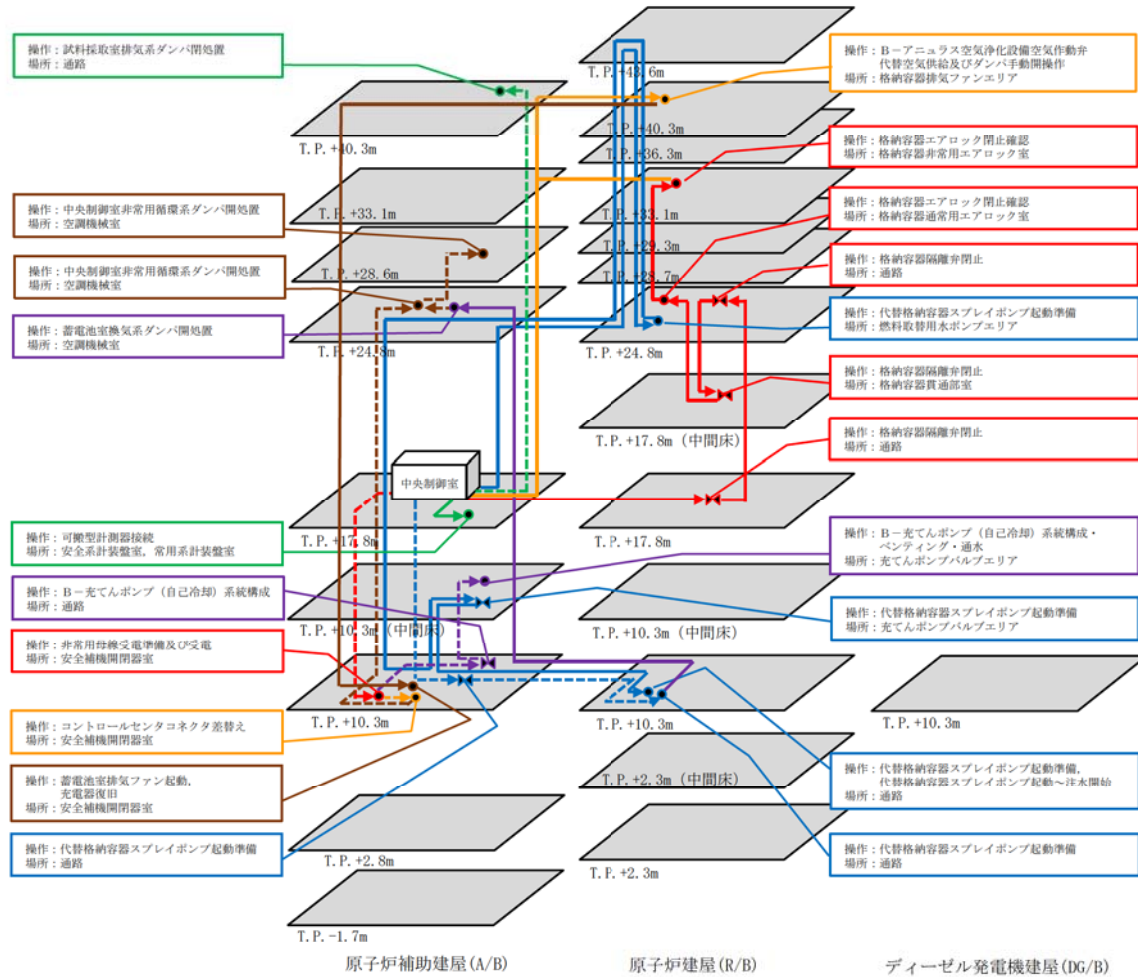 操作：試料採取室排気系ダンパ閉処置
場所：通路
操作：中央制御室非常用循環系ダンパ開処置
場所：空調機械室
操作：中央制御室非常用循環系ダンパ開処置
場所：空調機械室
操作：蓄電池室換気系ダンパ開処置
場所：空調機械室
操作：可搬型計測器接続
場所：安全系計装盤室，常用系計装盤室
操作：Ｂ－充てんポンプ（自己冷却）系統構成
場所：通路
操作：非常用母線受電準備及び受電
場所：安全補機開閉器室
操作：コントロールセンタコネクタ差替え
場所：安全補機開閉器室
操作：蓄電池室排気ファン起動，
充電器復旧
場所：安全補機開閉器室
操作：代替格納容器スプレイポンプ起動準備
場所：通路
T.P.+40.3m
T.P.+33.1m
T.P.+28.6m
T.P.+24.8m
中央制御室
T.P.+17.8m
T.P.+10.3m（中間床）
T.P.+10.3m
T.P.+2.8m
T.P.-1.7m
原子炉補助建屋(A/B)
T.P.+43.6m
T.P.+40.3m
T.P.+36.3m
T.P.+33.1m
T.P.+29.3m
T.P.+28.7m
T.P.+24.8m
T.P.+17.8m（中間床）
T.P.+17.8m
T.P.+10.3m（中間床）
T.P.+10.3m
T.P.+2.3m（中間床）
T.P.+2.3m
原子炉建屋(R/B)
T.P.+10.3m
ディーゼル発電機建屋(DG/B)
操作：Ｂ－アニュラス空気浄化設備空気作動弁
代替空気供給及びダンパ手動開操作
場所：格納容器排気ファンエリア
操作：格納容器エアロック閉止確認
場所：格納容器非常用エアロック室
操作：格納容器エアロック閉止確認
場所：格納容器通常用エアロック室
操作：格納容器隔離弁閉止
場所：通路
操作：代替格納容器スプレイポンプ起動準備
場所：燃料取替用水ポンプエリア
操作：格納容器隔離弁閉止
場所：格納容器貫通部室
操作：格納容器隔離弁閉止
場所：通路
操作：Ｂ－充てんポンプ（自己冷却）系統構成・
ベンティング・通水
場所：充てんポンプバルブエリア
操作：代替格納容器スプレイポンプ起動準備
場所：充てんポンプバルブエリア
操作：代替格納容器スプレイポンプ起動準備，
代替格納容器スプレイポンプ起動～注水開始
場所：通路
操作：代替格納容器スプレイポンプ起動準備
場所：通路